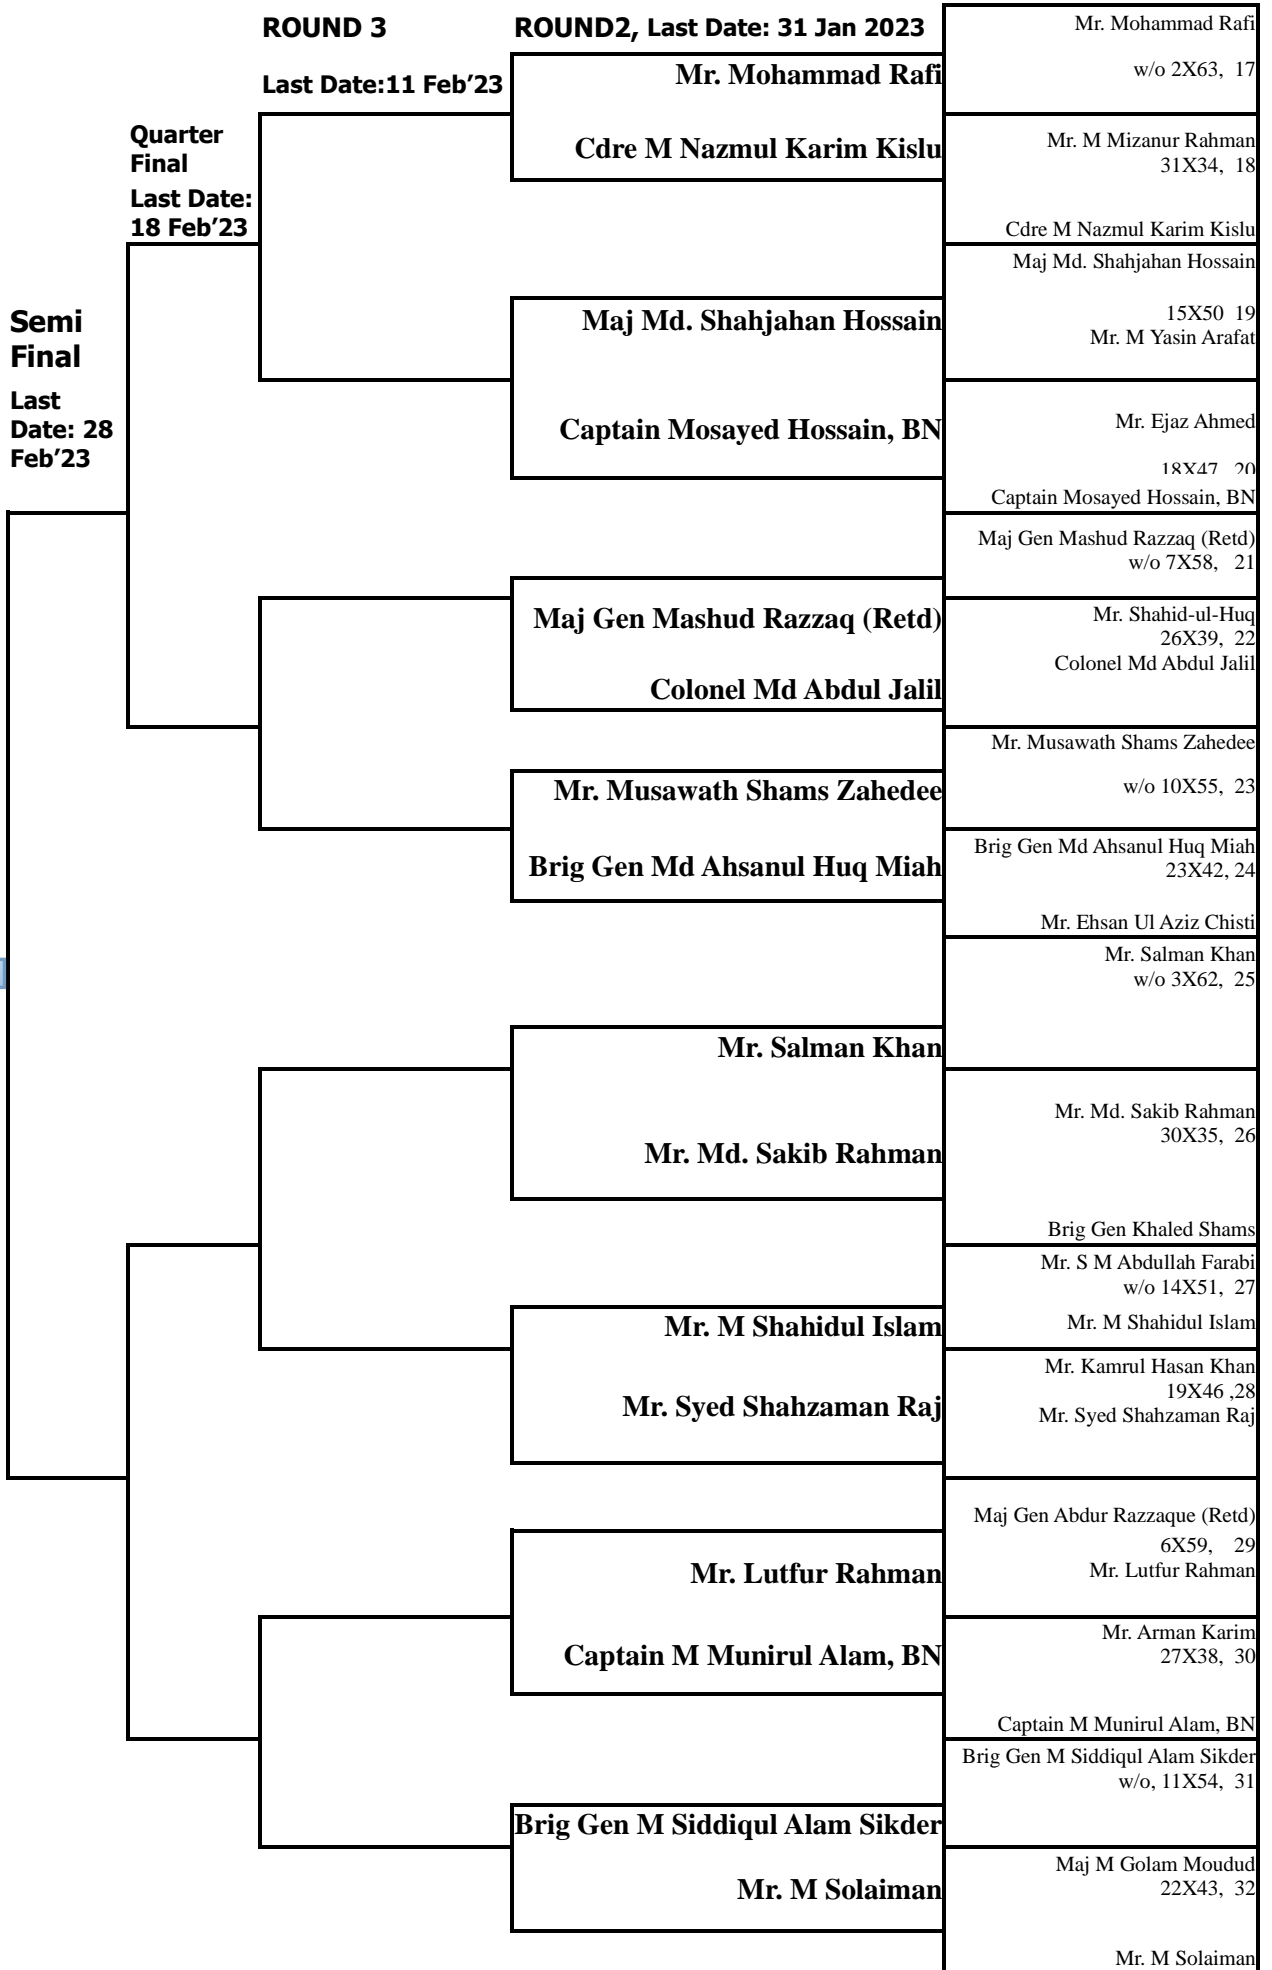 ROUND 3
ROUND2, Last Date: 31 Jan 2023
Last Date:11 Feb’23
Quarter
Final
Last Date:
18 Feb’23
Semi
Final
Last
Date: 28
Feb’23
Mr. Mohammad Rafi
Cdre M Nazmul Karim Kislu
Maj Md. Shahjahan Hossain
Captain Mosayed Hossain, BN
Maj Gen Mashud Razzaq (Retd)
Colonel Md Abdul Jalil
Mr. Musawath Shams Zahedee
Brig Gen Md Ahsanul Huq Miah
Mr. Salman Khan
Mr. Md. Sakib Rahman
Mr. M Shahidul Islam
Mr. Syed Shahzaman Raj
Mr. Lutfur Rahman
Captain M Munirul Alam, BN
Brig Gen M Siddiqul Alam Sikder
Mr. M Solaiman
Mr. Mohammad Rafi
w/o 2X63, 17
Mr. M Mizanur Rahman
31X34, 18
Cdre M Nazmul Karim Kislu
Maj Md. Shahjahan Hossain
15X50 19
Mr. M Yasin Arafat
Mr. Ejaz Ahmed
18X47 20
Captain Mosayed Hossain, BN
Maj Gen Mashud Razzaq (Retd)
w/o 7X58, 21
Mr. Shahid-ul-Huq
26X39, 22
Colonel Md Abdul Jalil
Mr. Musawath Shams Zahedee
w/o 10X55, 23
Brig Gen Md Ahsanul Huq Miah
23X42, 24
Mr. Ehsan Ul Aziz Chisti
Mr. Salman Khan
w/o 3X62, 25
Mr. Md. Sakib Rahman
30X35, 26
Brig Gen Khaled Shams
Mr. S M Abdullah Farabi
w/o 14X51, 27
Mr. M Shahidul Islam
Mr. Kamrul Hasan Khan
19X46 ,28
Mr. Syed Shahzaman Raj
Maj Gen Abdur Razzaque (Retd)
6X59, 29
Mr. Lutfur Rahman
Mr. Arman Karim
27X38, 30
Captain M Munirul Alam, BN
Brig Gen M Siddiqul Alam Sikder
w/o, 11X54, 31
Maj M Golam Moudud
22X43, 32
Mr. M Solaiman